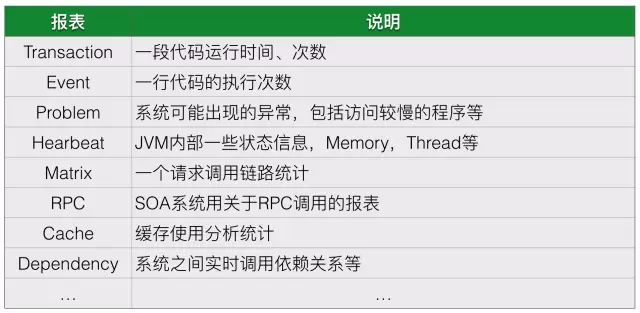 报表 说明
Transaction 一段代码运行时间、次数
Event 一行代码的执行次数
Problem 系统可能出现的异常，包括访问较慢的程序等
Hearbeat JVM内部一些状态信息，Memory，Thread等
Matrix 一个请求调用链路统计
RPC SOA系统用关于RPC调用的报表
Cache 缓存使用分析统计
Dependency 系统之间实时调用依赖关系等
… …